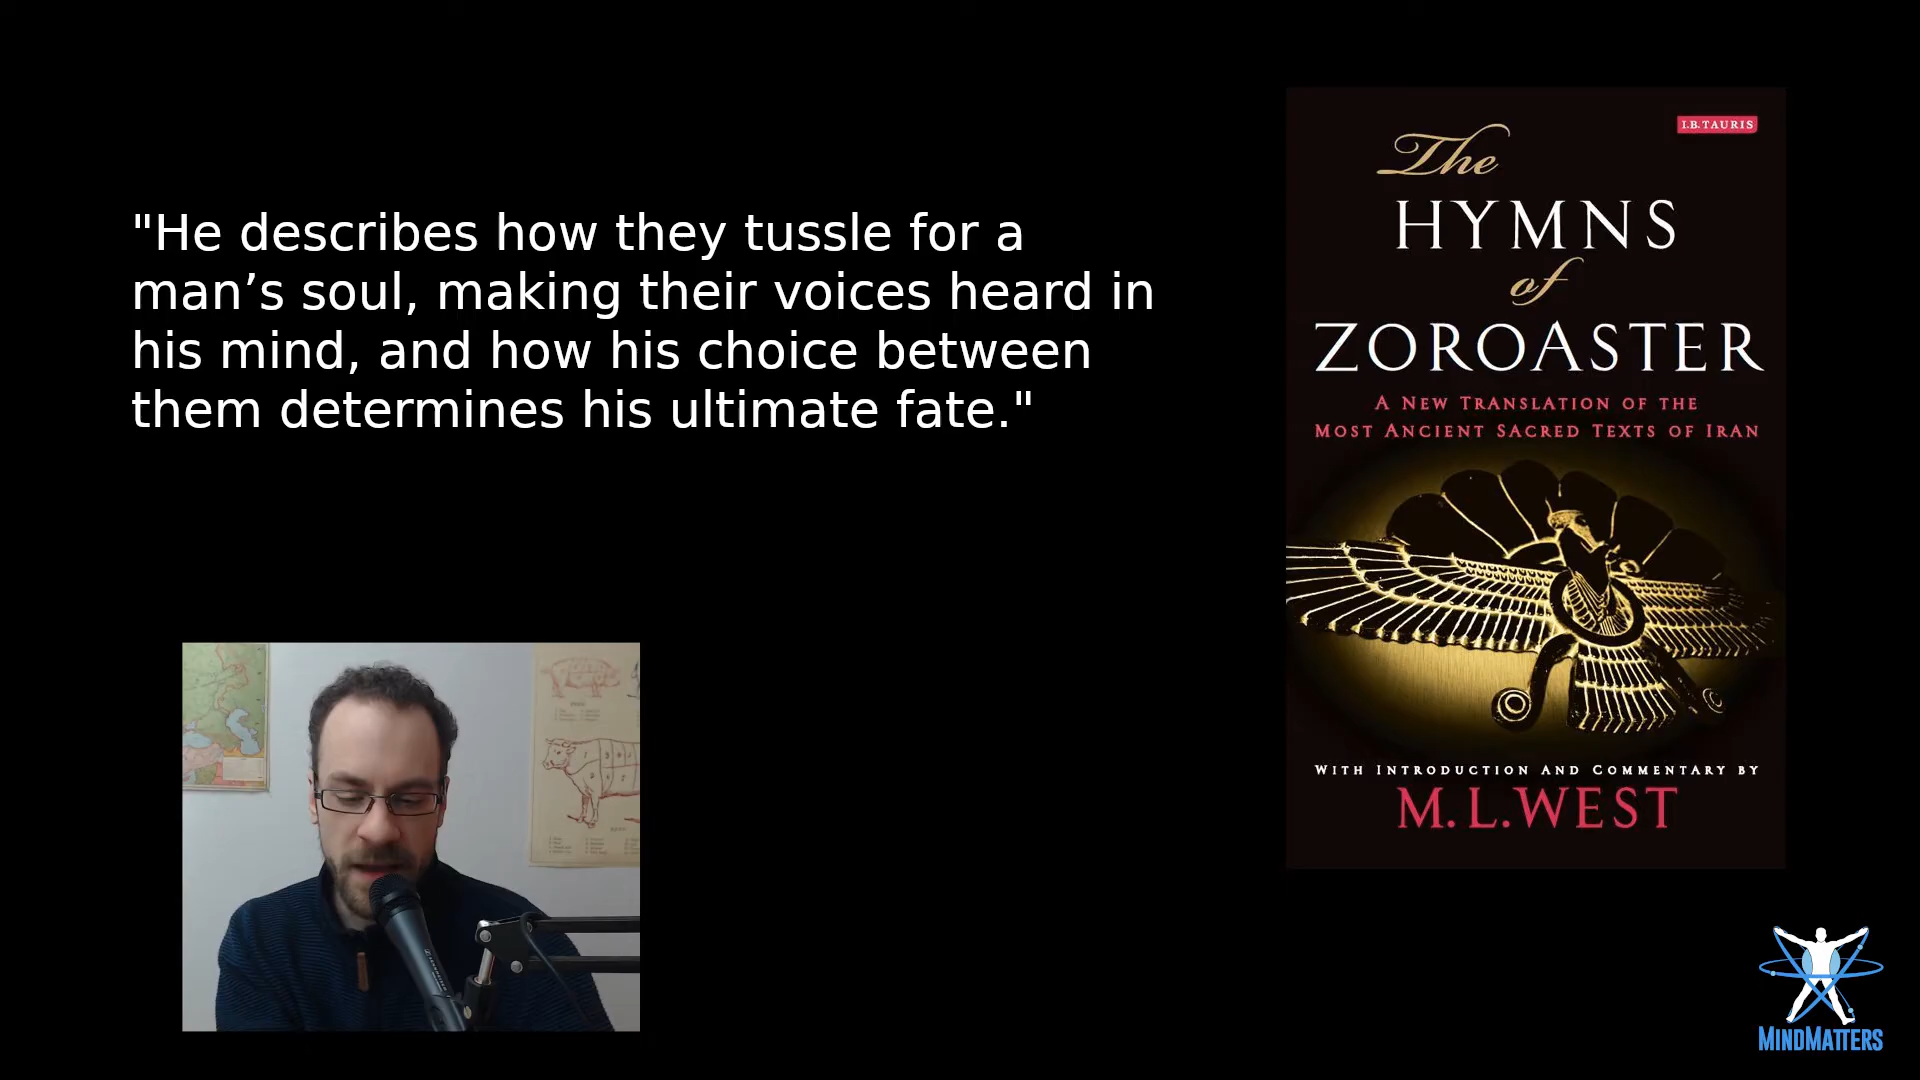 "He describes how they tussle for a
man’s soul, making their voices heard in
his mind, and how his choice between
them determines his ultimate fate."
I.B.TAURIS
The
HYMNS
of
ZOROASTER
A NEW TRANSLATION OF THE
MOST ANCIENT SACRED TEXTS OF IRAN
WITH INTRODUCTION AND COMMENTARY BY
M.L.WEST
MINDMATTERS